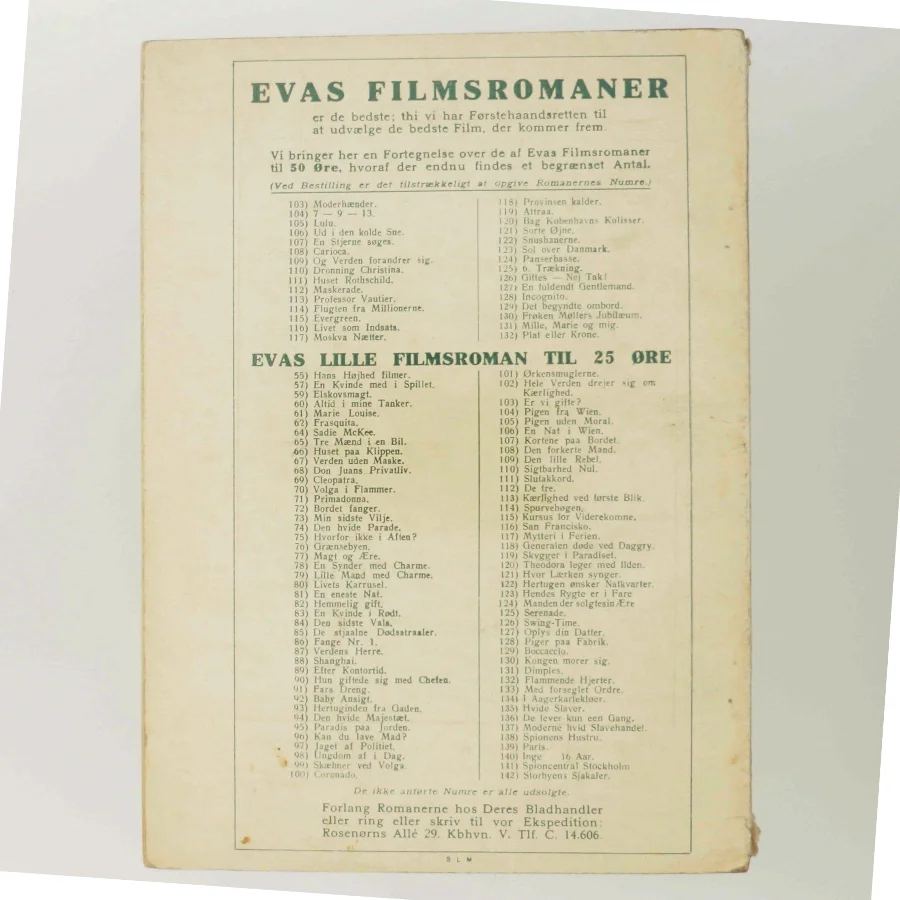 EVAS FILMSROMANER
er de bedste; thi vi har Førstehaandsretten til
at udvælge de bedste Film, der kommer frem.
Vi bringer her en Fortegnelse over de af Evas Filmsromaner
til 50 Øre, hvoraf der endnu findes et begrænset Antal.
(Ved Bestilling er det tilstrækkeligt at opgive Romanernes Numre.)
103) Moderhænder.
104) 7 — 9 — 13.
105) Lulu.
106) Ud i den kolde Sne.
107) En Stjerne søges.
108) Carioca.
109) Og Verden forandrer sig.
110) Dronning Christina.
111) Huset Rothschild.
112) Maskerade.
113) Professor Vautier.
114) Flugten fra Millionerne.
115) Evergreen.
116) Livet som Indsats.
117) Moskva Nætter.
118) Provinsen kalder.
119) Attraa.
120) Bag Københavns Kulisser.
121) Sorte Øjne.
122) Snushanerne.
123) Sol over Danmark.
124) Panserbasse.
125) 6. Trækning.
126) Giftes — Nej Tak!
127) En fuldendt Gentlemand.
128) Incognito.
129) Det begyndte ombord.
130) Frøken Møllers Jubilæum.
131) Mille, Marie og mig.
132) Plat eller Krone.
EVAS LILLE FILMSROMAN TIL 25 ØRE
55) Hans Højhed filmer.
57) En Kvinde med i Spillet.
59) Elskovsmagt.
60) Altid i mine Tanker.
61) Marie Louise.
62) Frasquita.
64) Sadie McKee.
65) Tre Mænd i en Bil.
66) Huset paa Klippen.
67) Verden uden Maske.
68) Don Juans Privatliv.
69) Cleopatra.
70) Volga i Flammer.
71) Primadonna.
72) Bordet fanger.
73) Min sidste Vilje.
74) Den hvide Parade.
75) Hvorfor ikke i Aften?
76) Grænsebyen.
77) Magt og Ære.
78) En Synder med Charme.
79) Lille Mand med Charme.
80) Livets Karrusel.
81) En eneste Nat.
82) Hemmelig gift.
83) En Kvinde i Rødt.
84) Den sidste Vals.
85) De stjaalne Dødsstraaler.
86) Fange Nr. 1.
87) Verdens Herre.
88) Shanghai.
89) Efter Kontortid.
90) Hun giftede sig med Chefen.
91) Fars Dreng.
92) Baby Ansigt.
93) Hertuginden fra Gaden.
94) Den hvide Majestæt.
95) Paradis paa Jorden.
96) Kan du lave Mad?
97) Jaget af Politiet.
98) Ungdom af i Dag.
99) Skæbner ved Volga.
100) Coronado.
101) Ørkensmuglerne.
102) Hele Verden drejer sig om
Kærlighed.
103) Er vi gifte?
104) Pigen fra Wien.
105) Pigen uden Moral.
106) En Nat i Wien.
107) Kortene paa Bordet.
108) Den forkerte Mand.
109) Den lille Rebel.
110) Sigtbarhed Nul.
111) Slutakkord.
112) De tre.
113) Kærlighed ved første Blik.
114) Spurvehøgen.
115) Kursus for Viderekomne.
116) San Francisko.
117) Mytteri i Ferien.
118) Generalen døde ved Daggry.
119) Skygger i Paradiset.
120) Theodora leger med Ilden.
121) Hvor Lærken synger.
122) Hertugen ønsker Natkvarter.
123) Hendes Rygte er i Fare
124) Manden der solgte sin Ære
125) Serenade.
126) Swing-Time.
127) Oplys din Datter.
128) Piger paa Fabrik.
129) Boccaccio.
130) Kongen morer sig.
131) Dimples.
132) Flammende Hjerter.
133) Med forseglet Ordre.
134) I Aagerkarlekløer.
135) Hvide Slaver.
136) De lever kun een Gang.
137) Moderne hvid Slavehandel.
138) Spionens Hustru.
139) Paris.
140) Inge 16 Aar.
141) Spioncentral Stockholm
142) Storbyens Sjakaler.
De ikke anførte Numre er alle udsolgte.
Forlang Romanerne hos Deres Bladhandler
eller ring eller skriv til vor Ekspedition:
Rosenørns Allé 29. Kbhvn. V. Tlf. C. 14.606.
S L M